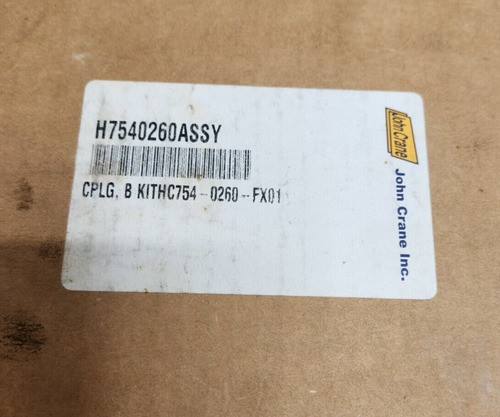 H7540260ASSY
CPLG, B KITHC754-0260-FX01
John Crane
John Crane Inc.